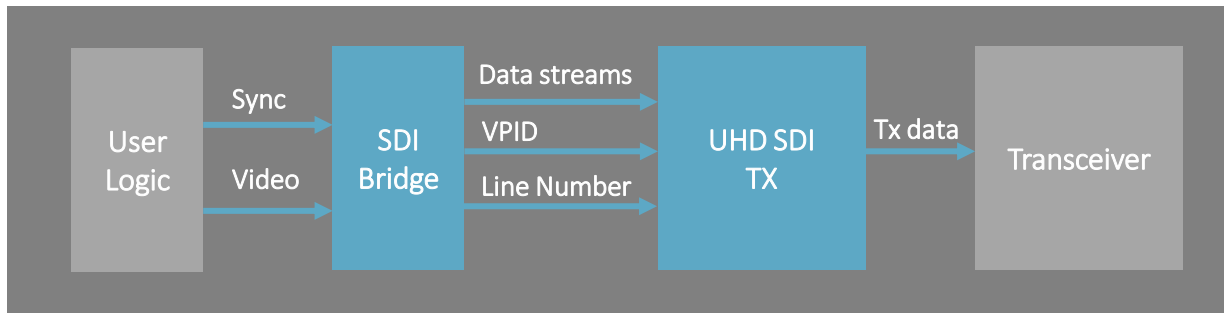 User
Logic
Sync
Video
SDI
Bridge
Data streams
VPID
Line Number
UHD SDI
TX
Tx data
Transceiver